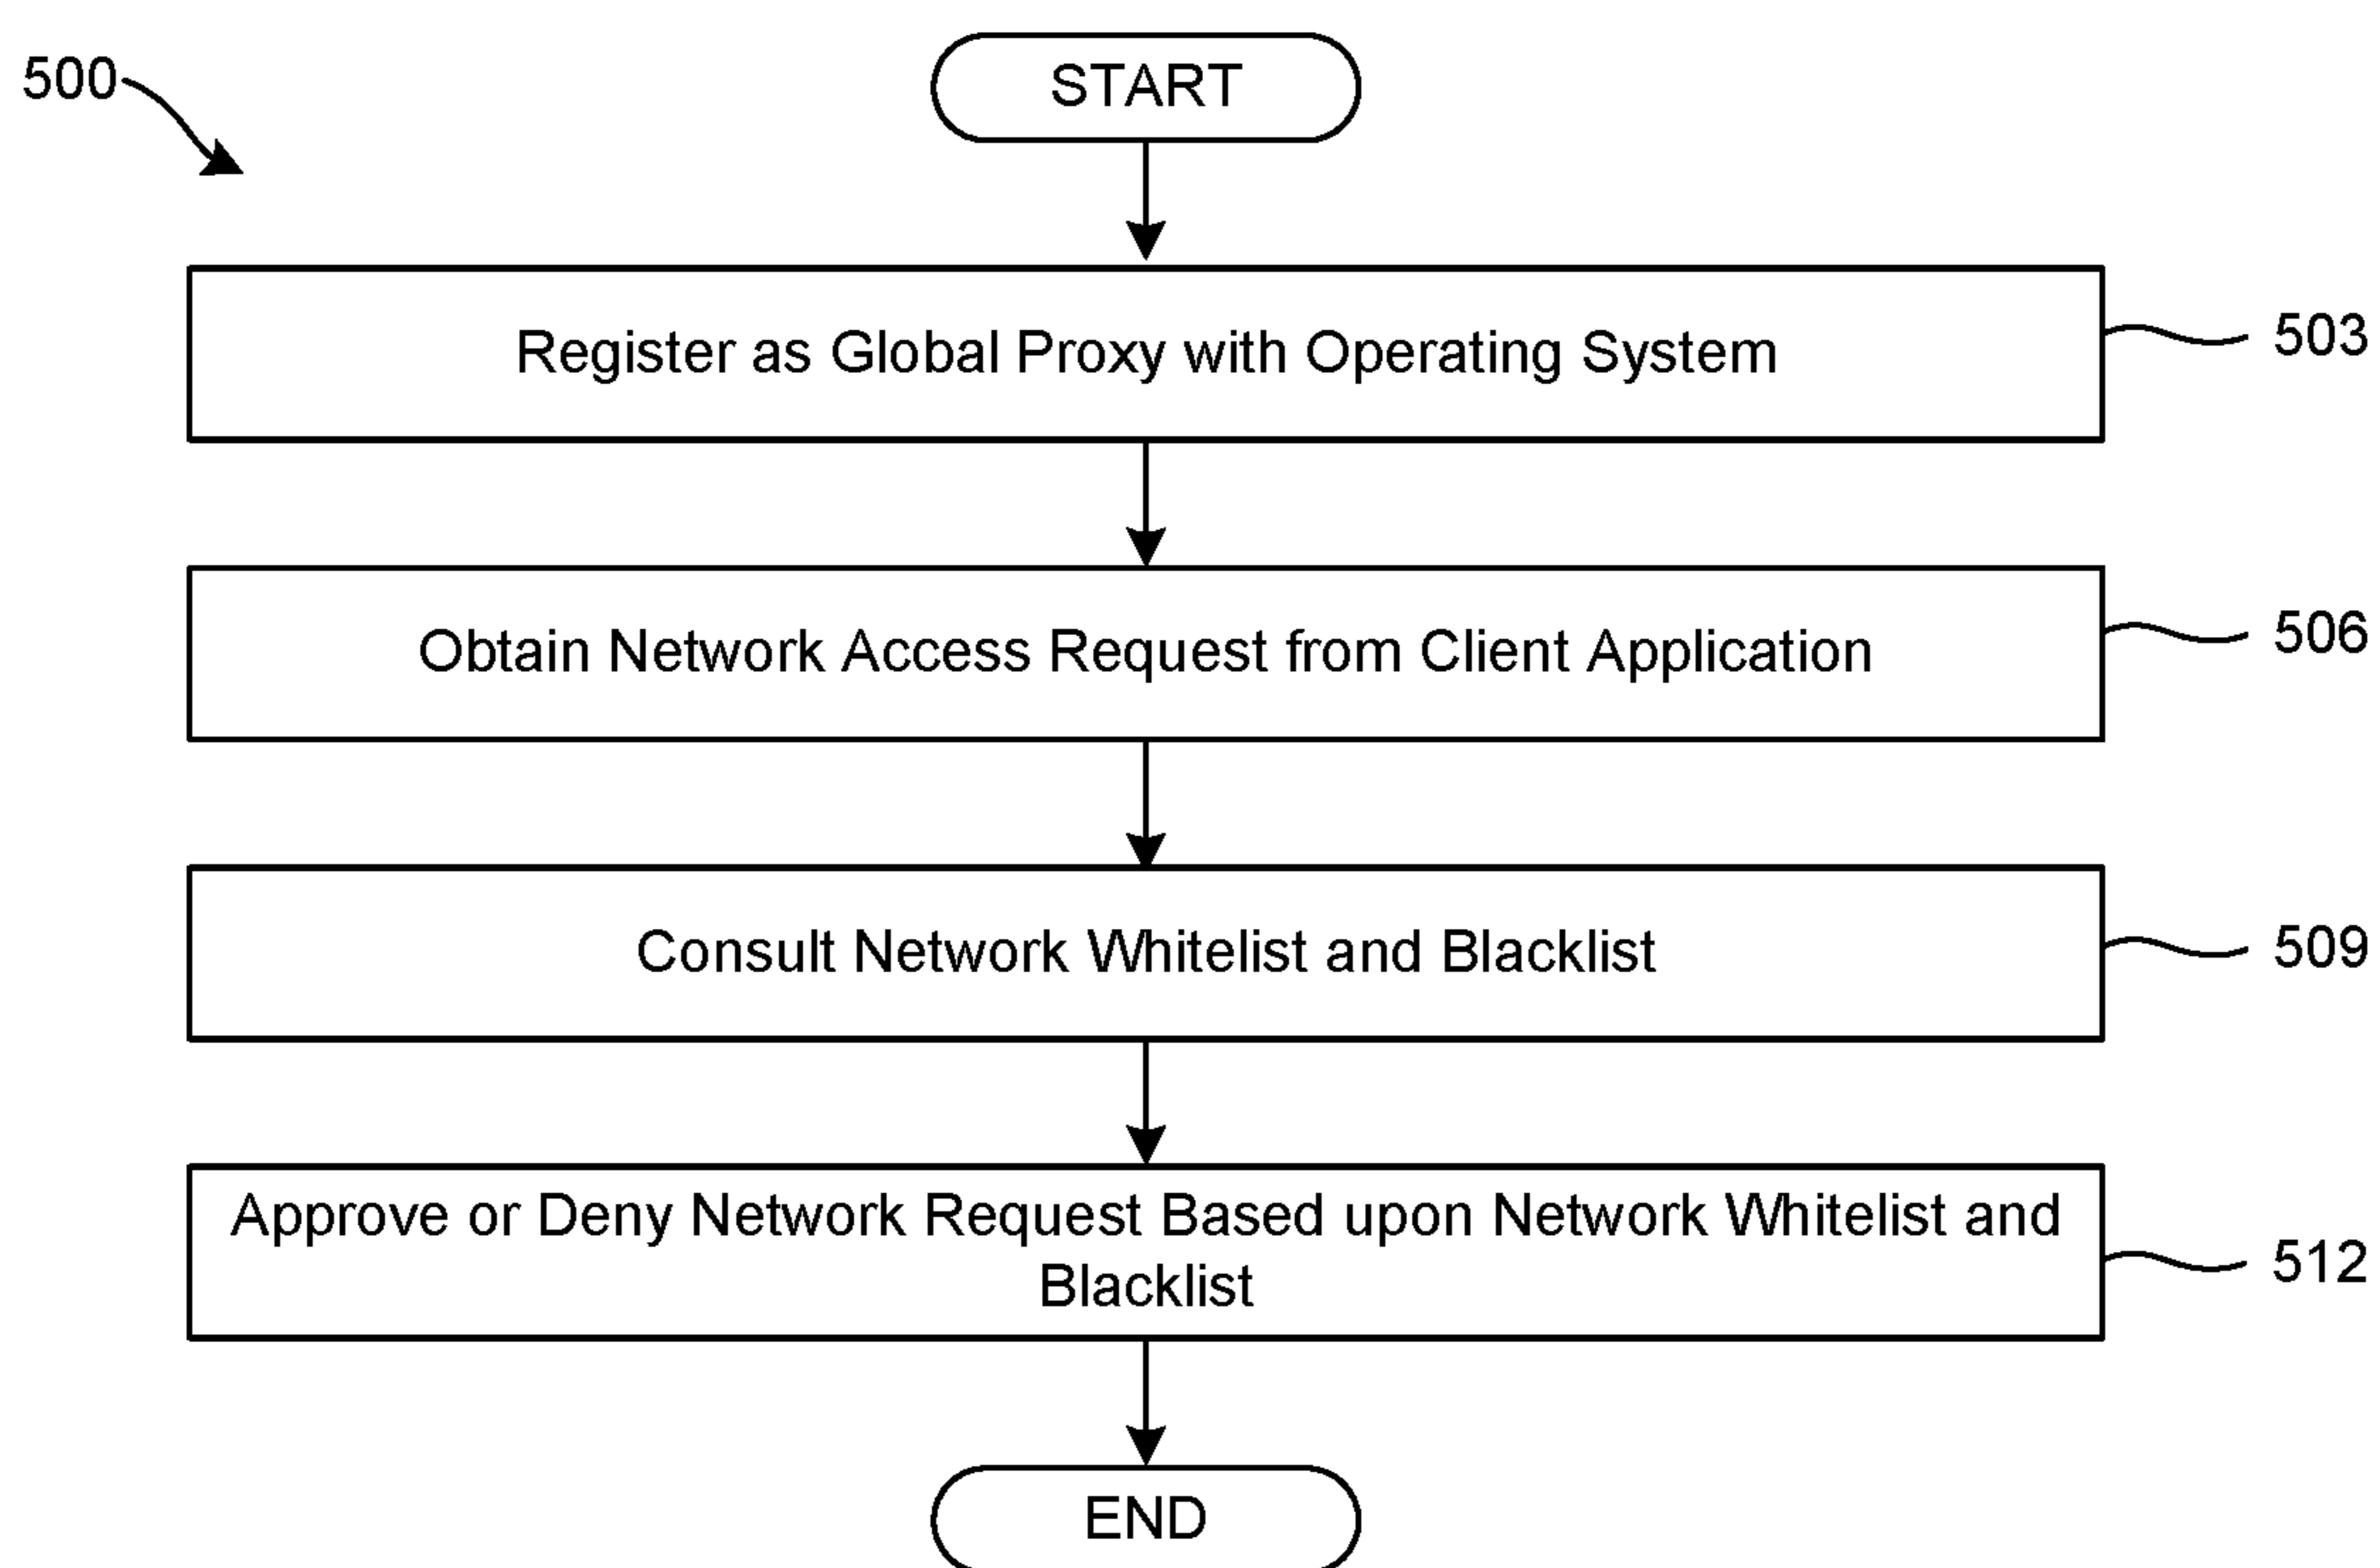 500
START
Register as Global Proxy with Operating System
503
Obtain Network Access Request from Client Application
506
Consult Network Whitelist and Blacklist
509
Approve or Deny Network Request Based upon Network Whitelist and
Blacklist
512
END